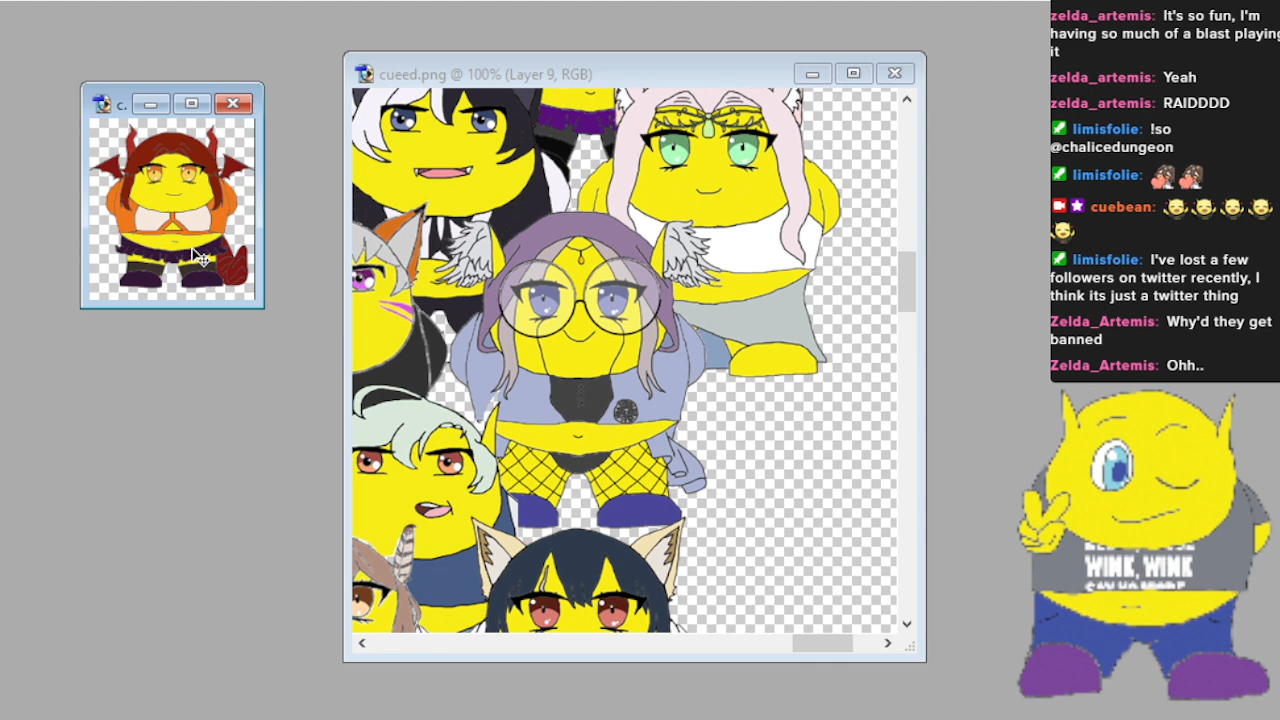 c.
cueed.png @ 100% (Layer 9, RGB)
zelda_artemis: It's so fun, I'm
having so much of a blast playing
it
zelda_artemis: Yeah
zelda_artemis: RAIDDDD
limisfolie: !so
@chalicedungeon
limisfolie:
cuebean:
limisfolie: I've lost a few
followers on twitter recently, I
think its just a twitter thing
Zelda_Artemis: Why'd they get
banned
Zelda_Artemis: Ohh..
WINK, WINK